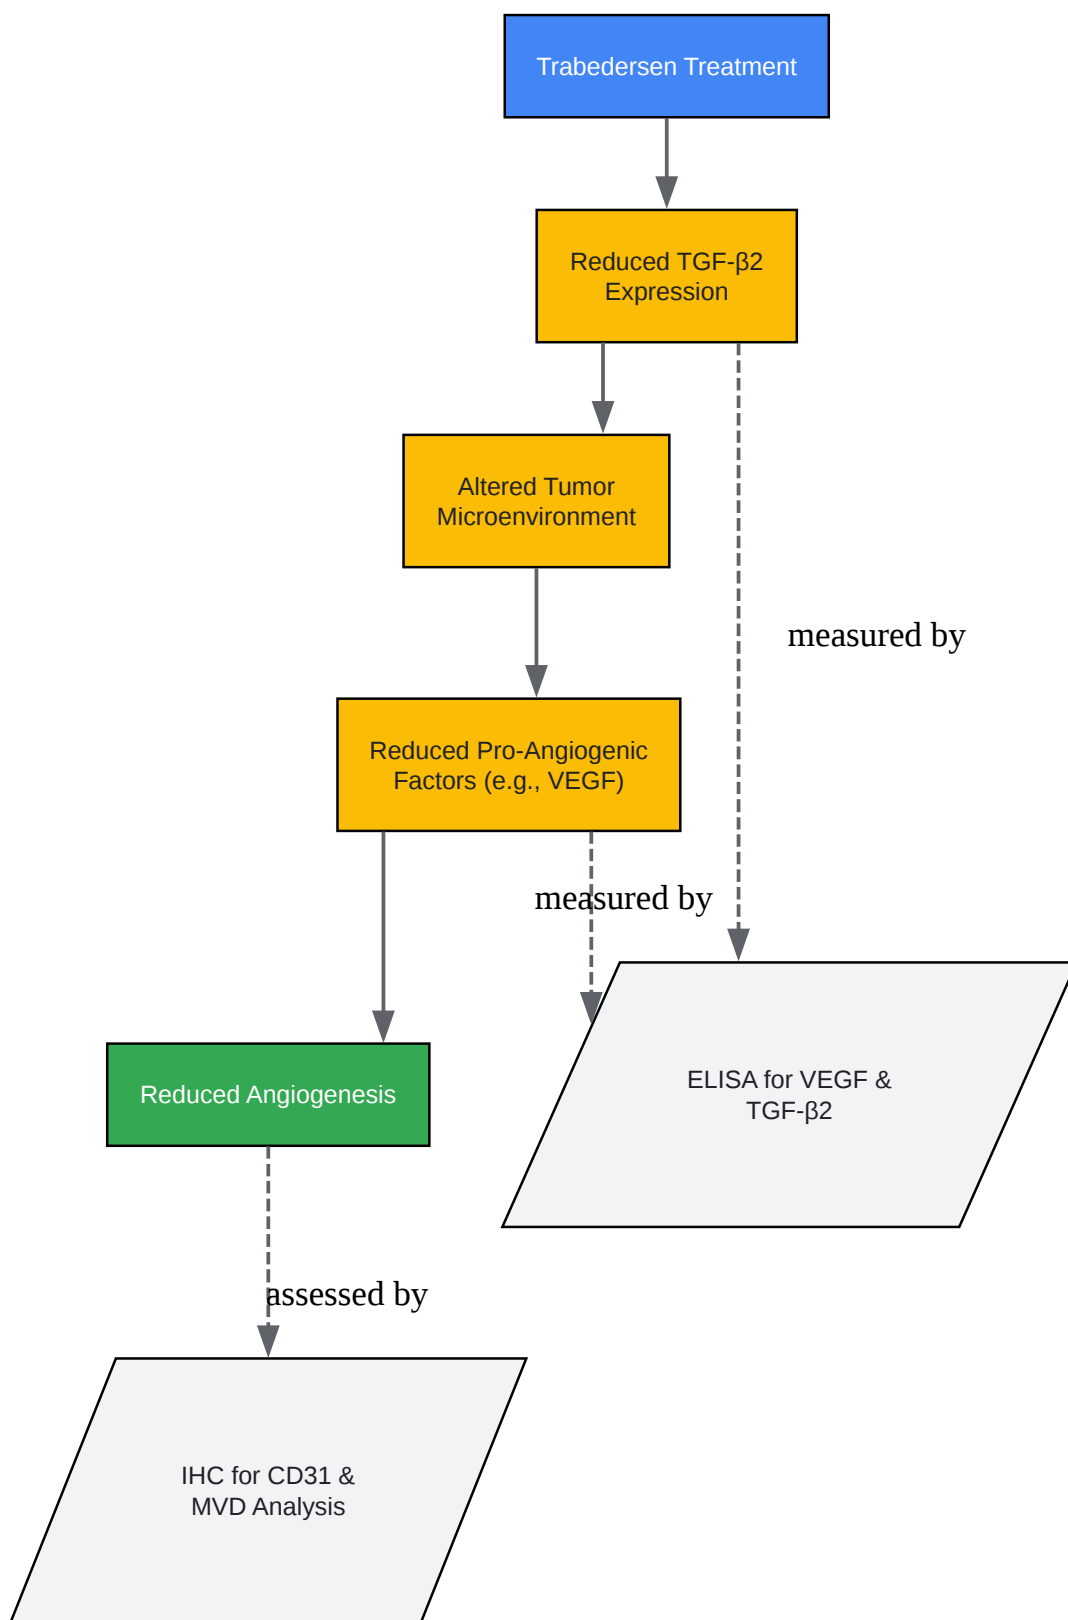 Trabedersen Treatment
Reduced TGF-β2
Expression
Altered Tumor
Microenvironment
measured by
Reduced Pro-Angiogenic
Factors (e.g., VEGF)
measured by
ELISA for VEGF &
TGF-β2
Reduced Angiogenesis
assessed by
IHC for CD31 &
MVD Analysis